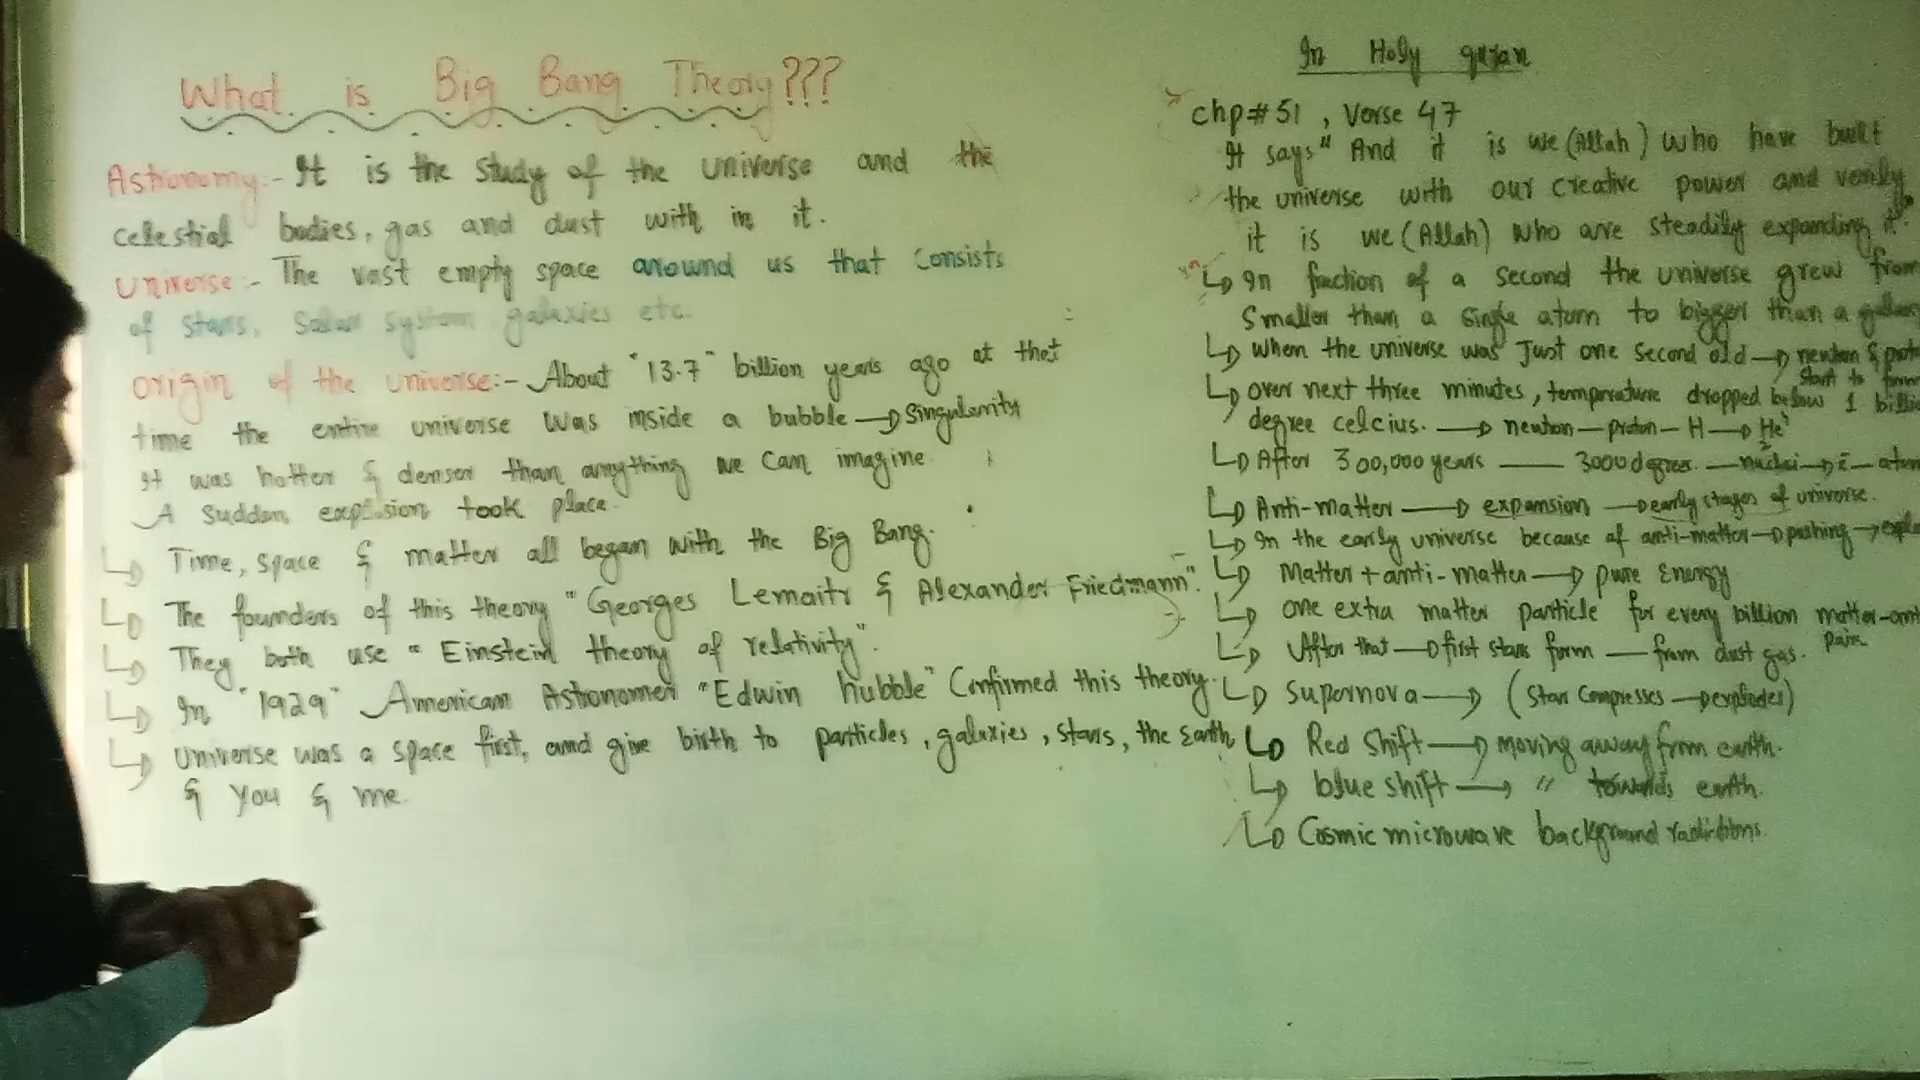 What is Big Bang Theory???
Astronomy:- It is the study of the universe and the
celestial bodies, gas and dust with in it.
universe:- The vast empty space around us that consists
of stars, Solar system, galaxies etc.
origin of the universe:- About "13.7" billion years ago at that
time the entire universe was inside a bubble → Singularity
It was hotter & denser than anything we can imagine
A sudden explosion took place.
↳ Time, space & matter all began with the Big Bang.
↳ The founders of this theory "Georges Lemaitr & Alexander Friedmann".
↳ They both use "Einstein theory of relativity".
↳ In "1929" American Astronomer "Edwin hubble" Confirmed this theory.
↳ universe was a space first, and give birth to particles, galaxies, stars, the Earth
& you & me.
In Holy quran
chp# 51, Verse 47
It says "And it is we (Allah) who have built
the universe with our creative power and verily
it is we (Allah) who are steadily expanding it"
↳ In fraction of a second the universe grew from
Smaller than a single atom to bigger than a
↳ when the universe was Just one second old →
start to
↳ over next three minutes, temprature dropped below 1
degree celcius. → neutron – proton – H → He
↳ After 300,000 years — 3000 degree — nuclei → e̅ –
↳ Anti-matter → expansion → early stages of universe.
↳ In the early universe because of anti-matter → pushing →
↳ Matter + anti-matter → pure energy
↳ one extra matter particle for every billion matter-
pair
↳ After that → first stars form — from dust gas.
↳ Supernova → (Star Compresses → explodes)
↳ Red shift → moving away from earth.
↳ blue shift → " towards earth.
↳ Cosmic microwave background radiations.